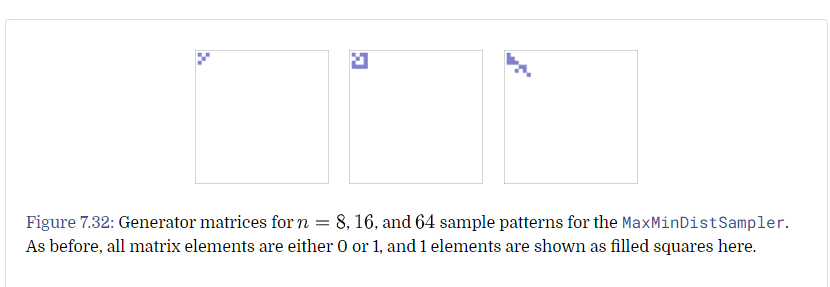 Figure 7.32: Generator matrices for n = 8, 16, and 64 sample patterns for the MaxMinDistSampler.
As before, all matrix elements are either 0 or 1, and 1 elements are shown as filled squares here.